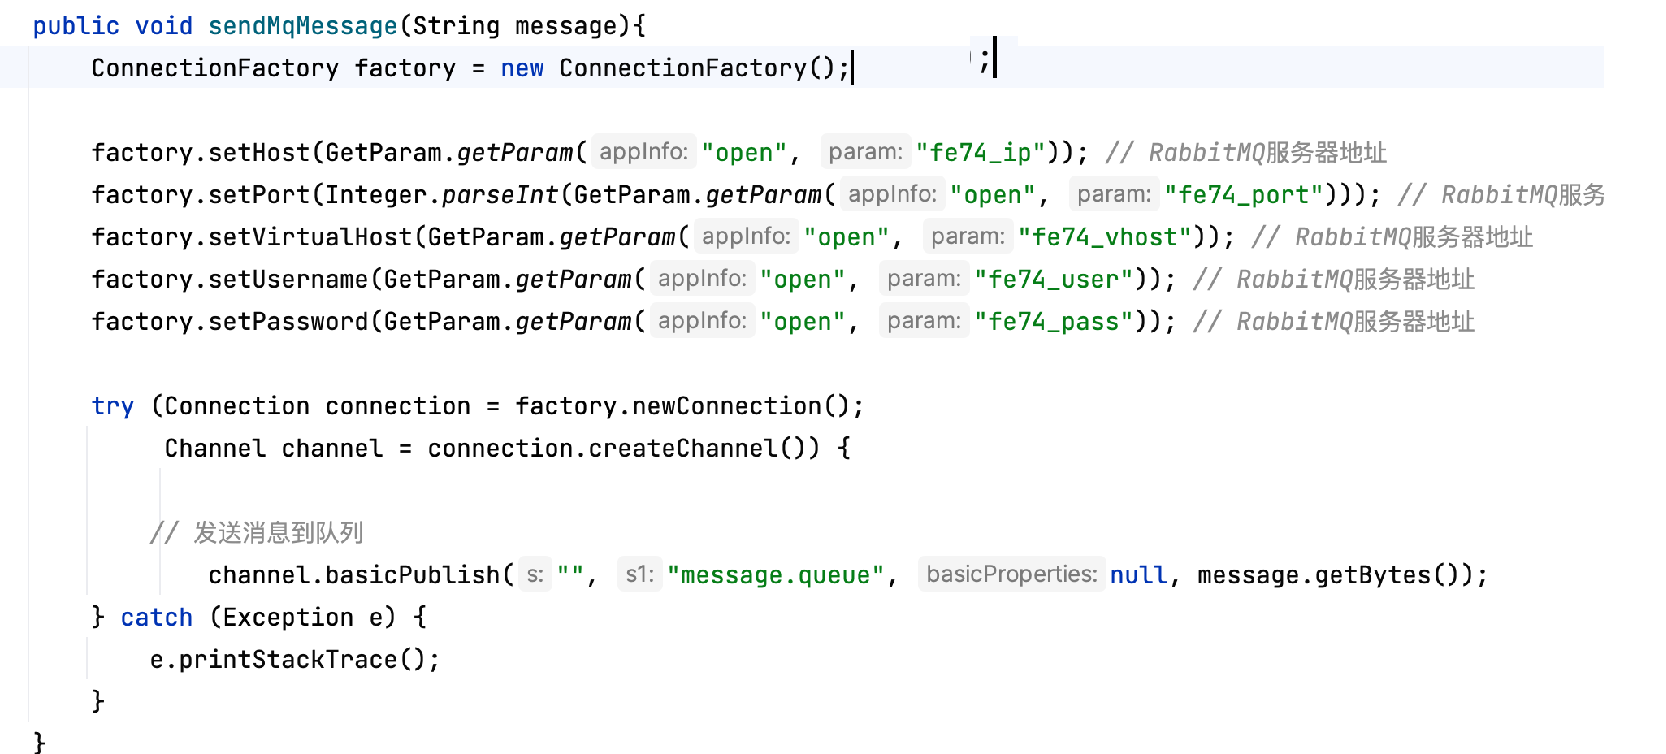 public void sendMqMessage(String message){
    ConnectionFactory factory = new ConnectionFactory();
;
    factory.setHost(GetParam.getParam( appInfo: "open",  param: "fe74_ip")); // RabbitMQ服务器地址
    factory.setPort(Integer.parseInt(GetParam.getParam( appInfo: "open",  param: "fe74_port"))); // RabbitMQ服务
    factory.setVirtualHost(GetParam.getParam( appInfo: "open",  param: "fe74_vhost")); // RabbitMQ服务器地址
    factory.setUsername(GetParam.getParam( appInfo: "open",  param: "fe74_user")); // RabbitMQ服务器地址
    factory.setPassword(GetParam.getParam( appInfo: "open",  param: "fe74_pass")); // RabbitMQ服务器地址
    try (Connection connection = factory.newConnection();
         Channel channel = connection.createChannel()) {
        // 发送消息到队列
            channel.basicPublish( s: "",  s1: "message.queue",  basicProperties: null, message.getBytes());
    } catch (Exception e) {
        e.printStackTrace();
    }
}